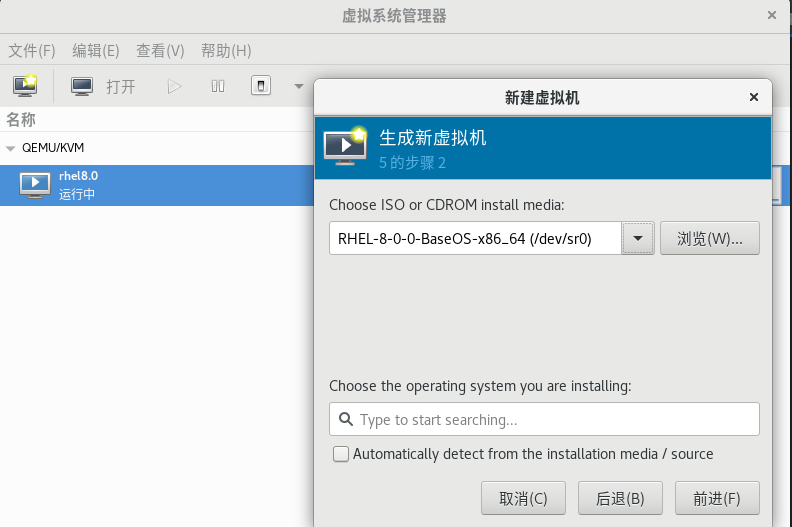 虚拟系统管理器
文件(F) 编辑(E) 查看(V) 帮助(H)
打开
名称
QEMU/KVM
rhel8.0
运行中
新建虚拟机
生成新虚拟机
5 的步骤 2
Choose ISO or CDROM install media:
RHEL-8-0-0-BaseOS-x86_64 (/dev/sr0)
浏览(W)...
Choose the operating system you are installing:
Type to start searching...
Automatically detect from the installation media / source
取消(C) 后退(B) 前进(F)